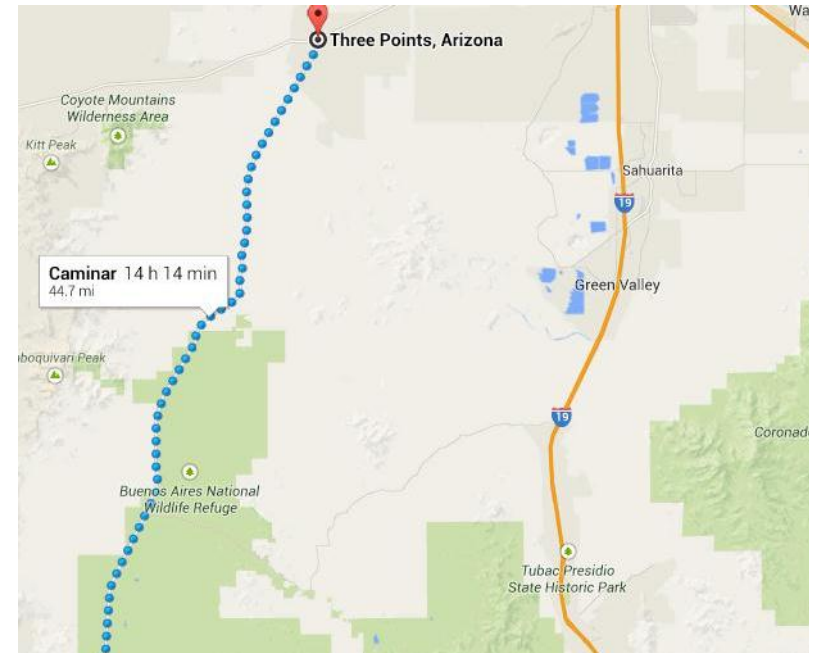 Wa
Three Points, Arizona
Coyote Mountains
Wilderness Area
Kitt Peak
Sahuarita
19
Caminar 14 h 14 min
44.7 mi
Green Valley
aboquivari Peak
19
Coronad
Buenos Aires National
Wildlife Refuge
Tubac Presidio
State Historic Park